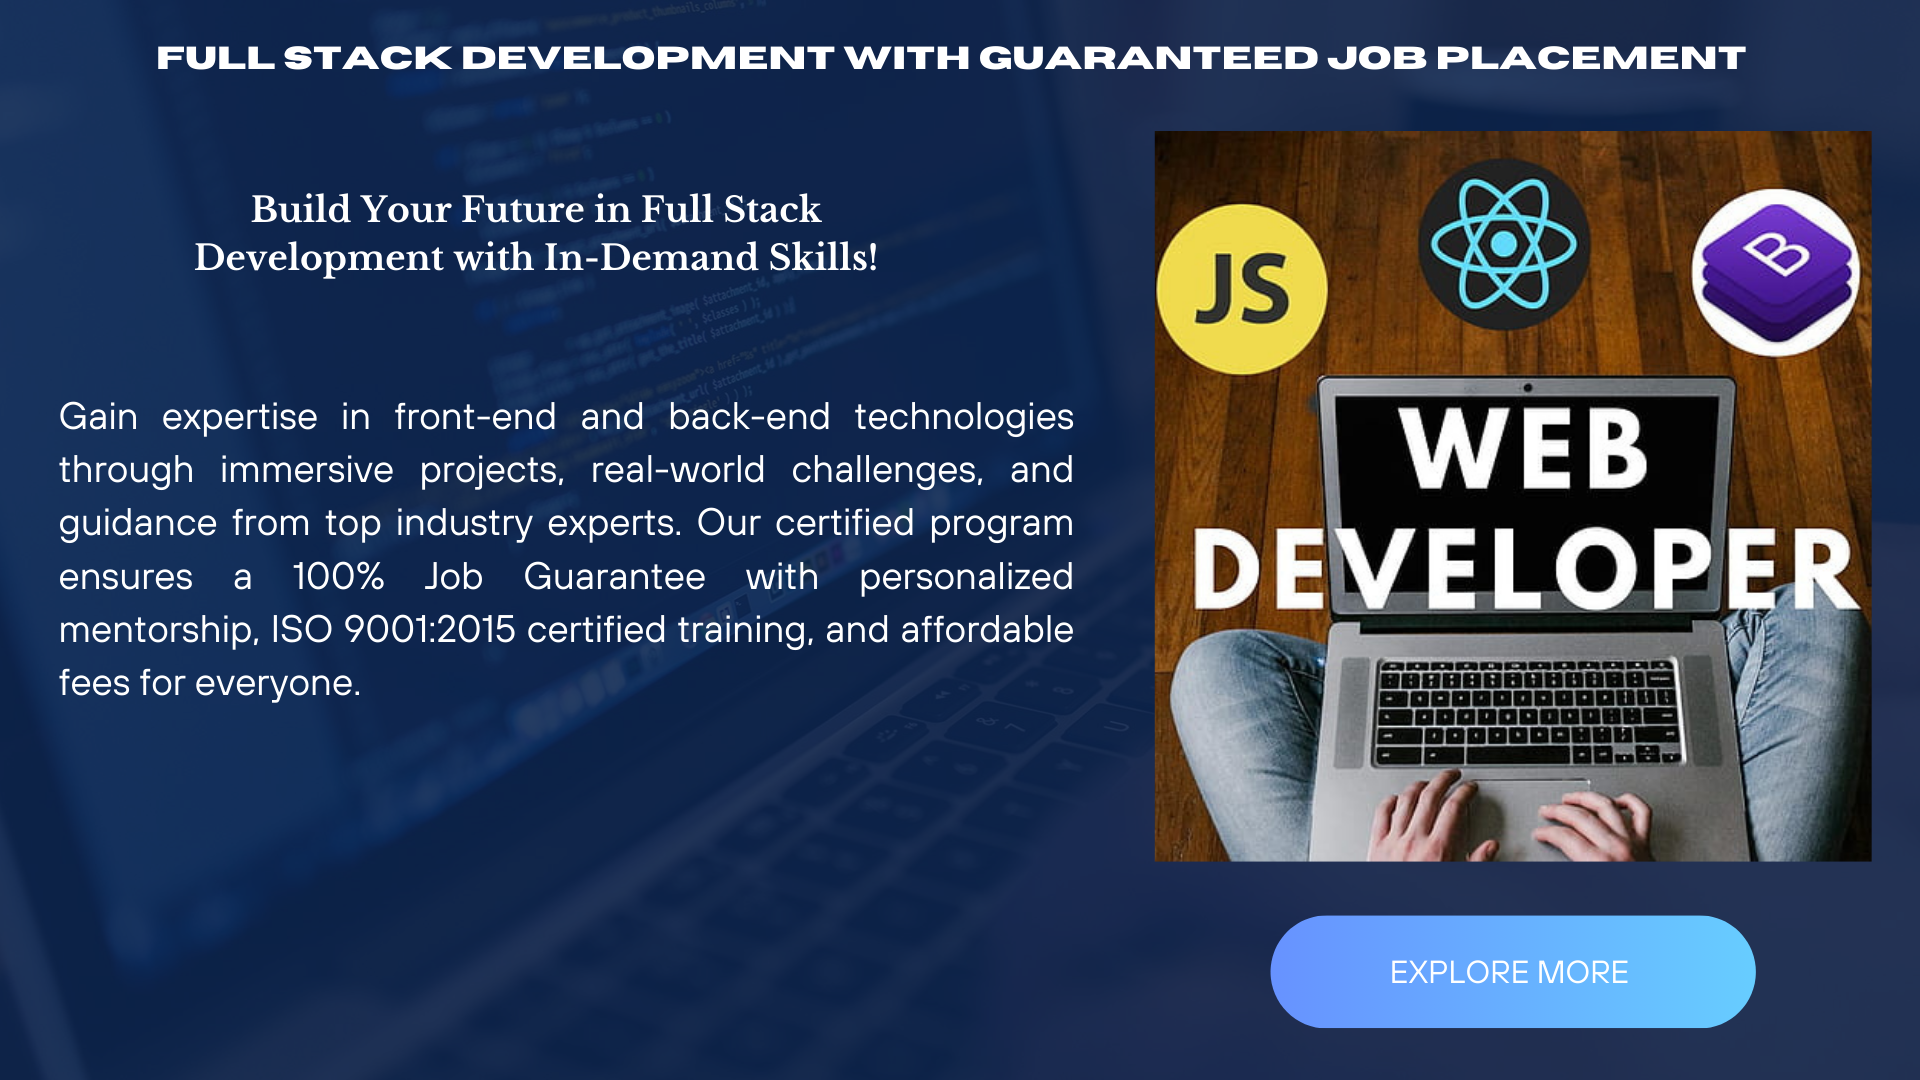 FULL STACK DEVELOPMENT WITH GUARANTEED JOB PLACEMENT
Build Your Future in Full Stack
Development with In-Demand Skills!
Gain expertise in front-end and back-end technologies
through immersive projects, real-world challenges, and
guidance from top industry experts. Our certified program
ensures a 100% Job Guarantee with personalized
mentorship, ISO 9001:2015 certified training, and affordable
fees for everyone.
JS
B
WEB
DEVELOPER
EXPLORE MORE